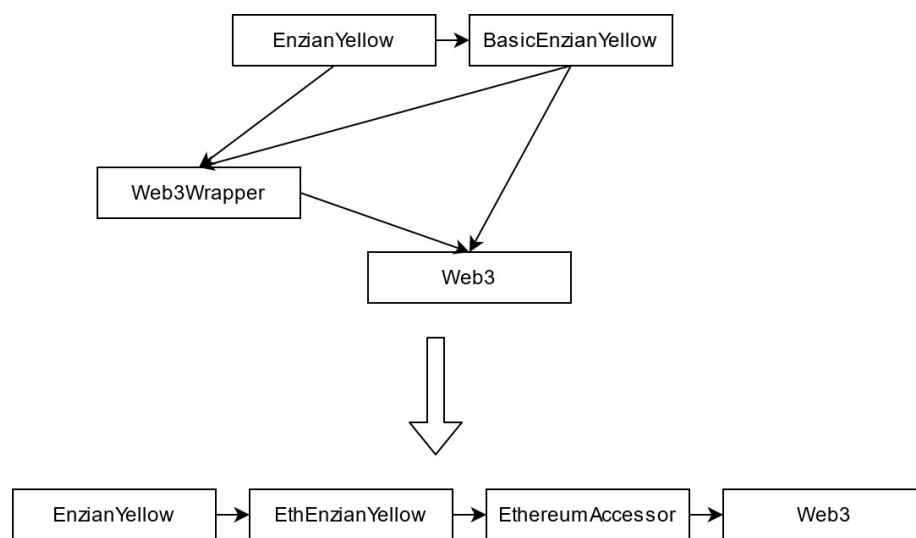 EnzianYellow
BasicEnzianYellow
Web3Wrapper
Web3
EnzianYellow
EthEnzianYellow
EthereumAccessor
Web3